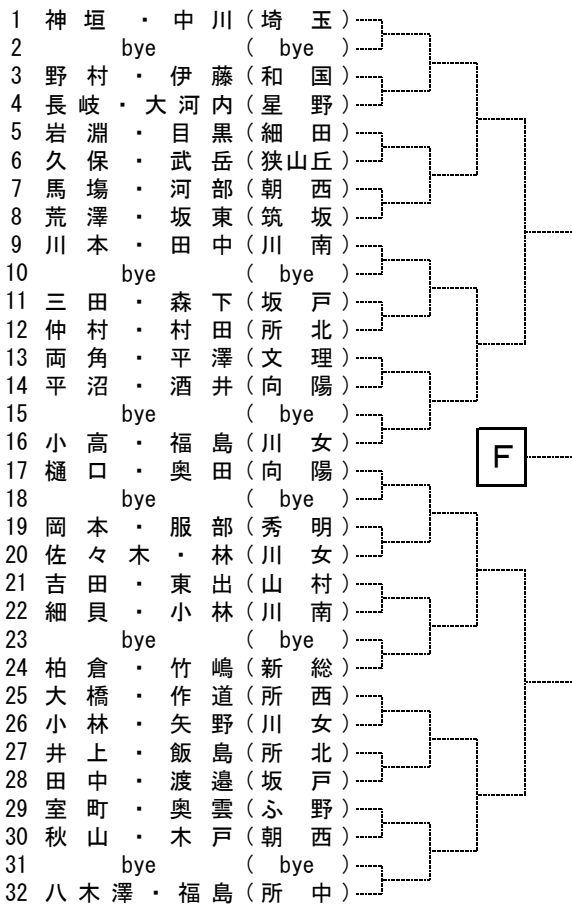 1 神垣・中川(埼玉)
2 bye (bye)
3 野村・伊藤(和国)
4 長岐・大河内(星野)
5 岩淵・目黒(細田)
6 久保・武岳(狭山丘)
7 馬塲・河部(朝西)
8 荒澤・坂東(筑坂)
9 川本・田中(川南)
10 bye (bye)
11 三田・森下(坂戸)
12 仲村・村田(所北)
13 両角・平澤(文理)
14 平沼・酒井(向陽)
15 bye (bye)
16 小高・福島(川女)
F
17 樋口・奥田(向陽)
18 bye (bye)
19 岡本・服部(秀明)
20 佐々木・林(川女)
21 吉田・東出(山村)
22 細貝・小林(川南)
23 bye (bye)
24 柏倉・竹嶋(新総)
25 大橋・作道(所西)
26 小林・矢野(川女)
27 井上・飯島(所北)
28 田中・渡邉(坂戸)
29 室町・奥雲(ふ野)
30 秋山・木戸(朝西)
31 bye (bye)
32 八木澤・福島(所中)